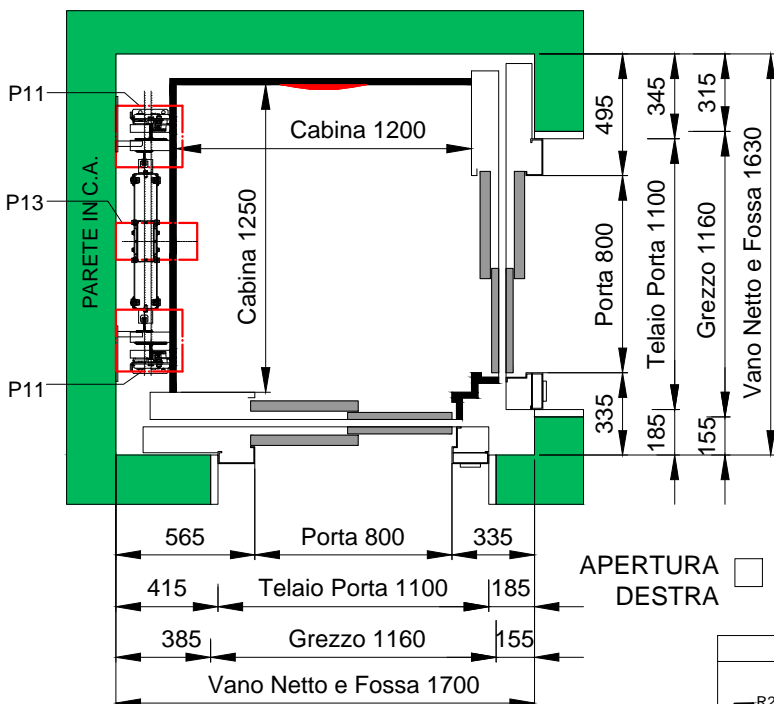 P11
P13
P11
PARETE IN C.A.
Cabina 1200
Cabina 1250
495
345
315
Porta 800
Telaio Porta 1100
Grezzo 1160
Vano Netto e Fossa 1630
335
185
155
565
Porta 800
335
415
Telaio Porta 1100
185
385
Grezzo 1160
155
Vano Netto e Fossa 1700
APERTURA
DESTRA
R2